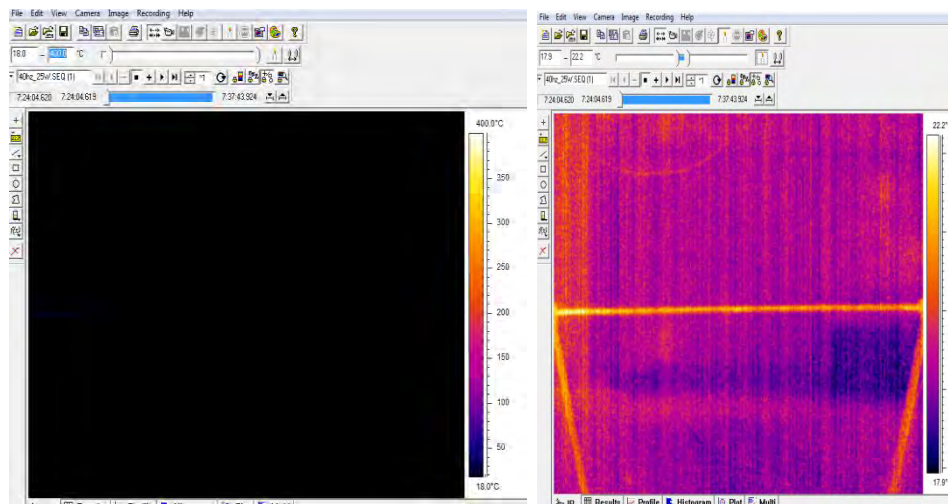 File Edit View Camera Image Recording Help
18.0 - 400.0 °C
40hz_25W.SEQ (1)
7:24:04.620 7:24:04.619 7:37:43.924
400.0°C
350
300
250
200
150
100
50
18.0°C
File Edit View Camera Image Recording Help
17.9 - 22.2 °C
40hz_25W.SEQ (1)
7:24:04.620 7:24:04.619 7:37:43.924
22.2°
17.9°
IR Results Profile Histogram Plot Multi